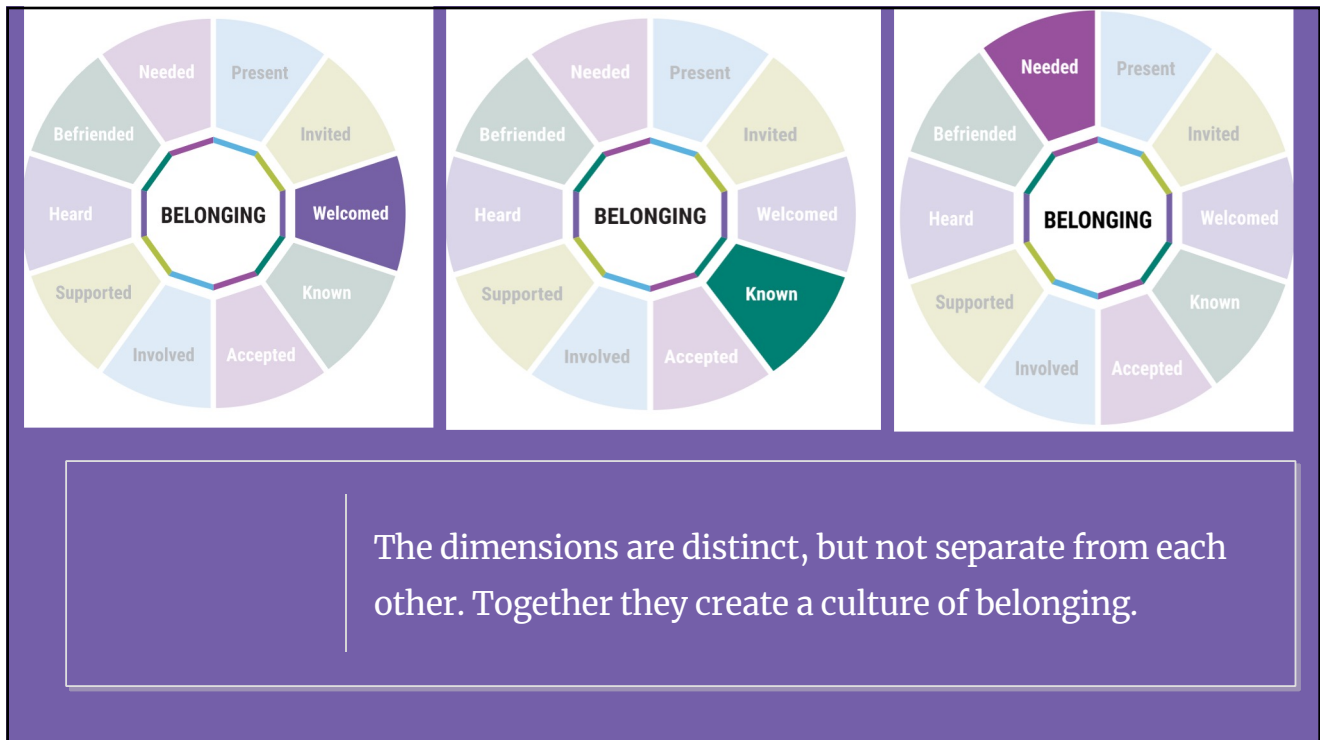 Needed
Present
Befriended
Invited
Heard
BELONGING
Welcomed
Supported
Known
Involved
Accepted
Needed
Present
Befriended
Invited
Heard
BELONGING
Welcomed
Supported
Known
Involved
Accepted
Needed
Present
Befriended
Invited
Heard
BELONGING
Welcomed
Supported
Known
Involved
Accepted
The dimensions are distinct, but not separate from each
other. Together they create a culture of belonging.